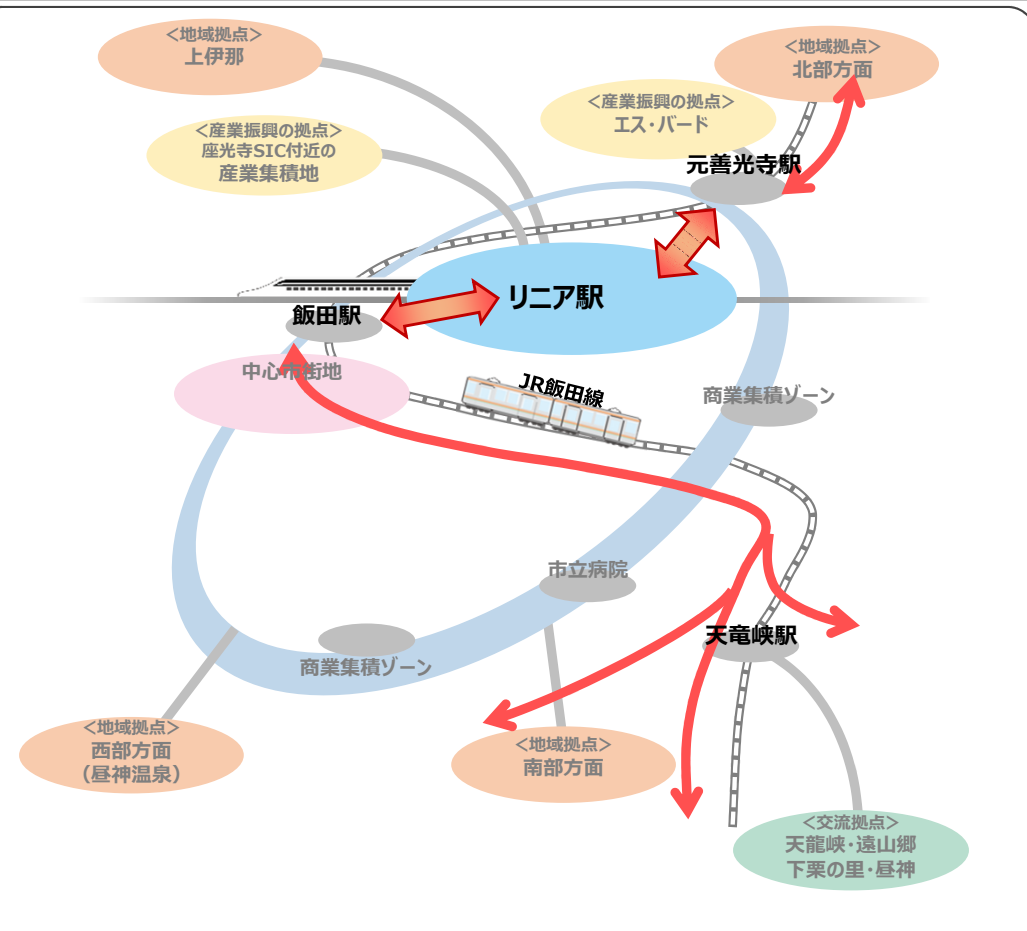 ＜地域拠点＞
上伊那
＜地域拠点＞
北部方面
＜産業振興の拠点＞
エス・バード
＜産業振興の拠点＞
座光寺SIC付近の
産業集積地
元善光寺駅
リニア駅
飯田駅
中心市街地
JR飯田線
商業集積ゾーン
市立病院
天竜峡駅
商業集積ゾーン
＜地域拠点＞
西部方面
（昼神温泉）
＜地域拠点＞
南部方面
＜交流拠点＞
天龍峡・遠山郷
下栗の里・昼神